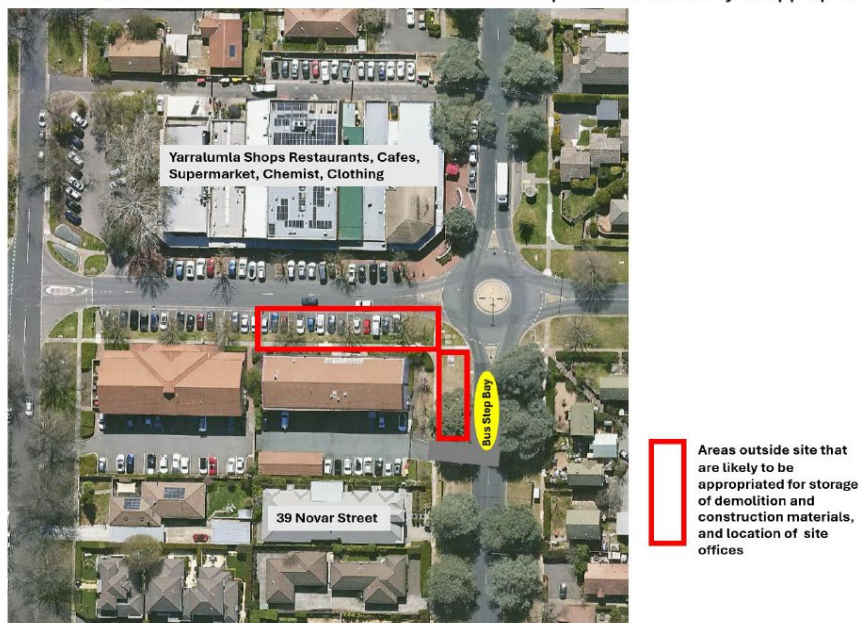 Yarralumla Shops Restaurants, Cafes,
Supermarket, Chemist, Clothing
Bus Stop Bay
39 Novar Street
Areas outside site that
are likely to be
appropriated for storage
of demolition and
construction materials,
and location of site
offices